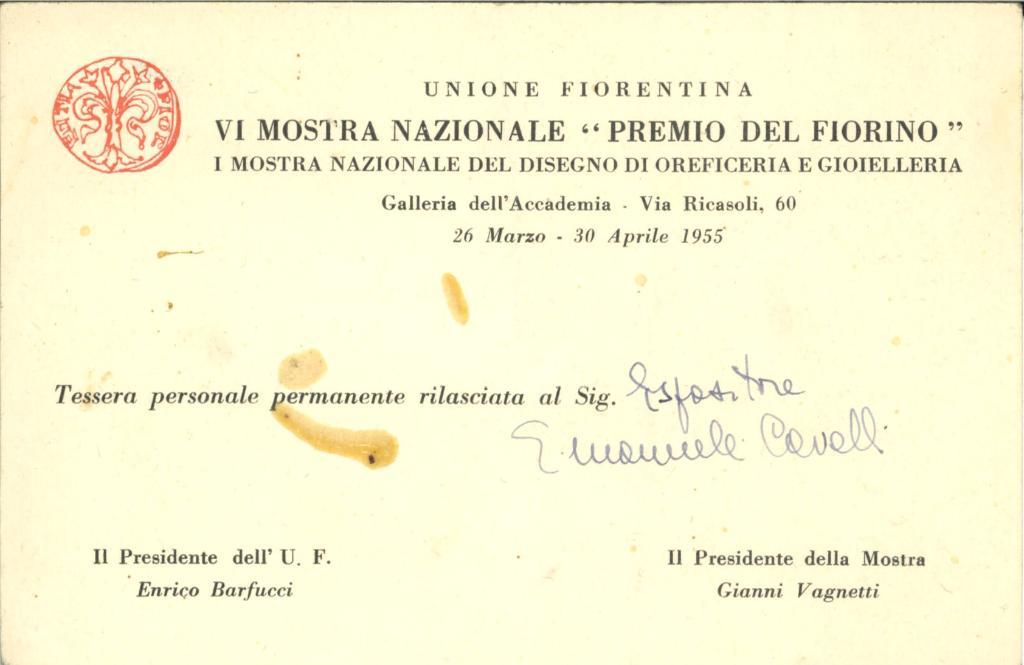 UNIONE FIORENTINA
VI MOSTRA NAZIONALE “ PREMIO DEL FIORINO ”
I MOSTRA NAZIONALE DEL DISEGNO DI OREFICERIA E GIOIELLERIA
Galleria dell'Accademia - Via Ricasoli, 60
26 Marzo - 30 Aprile 1955
Tessera personale permanente rilasciata al Sig. Espositore
Emanuele Cavalli
Il Presidente dell' U. F.
Enrico Barfucci
Il Presidente della Mostra
Gianni Vagnetti